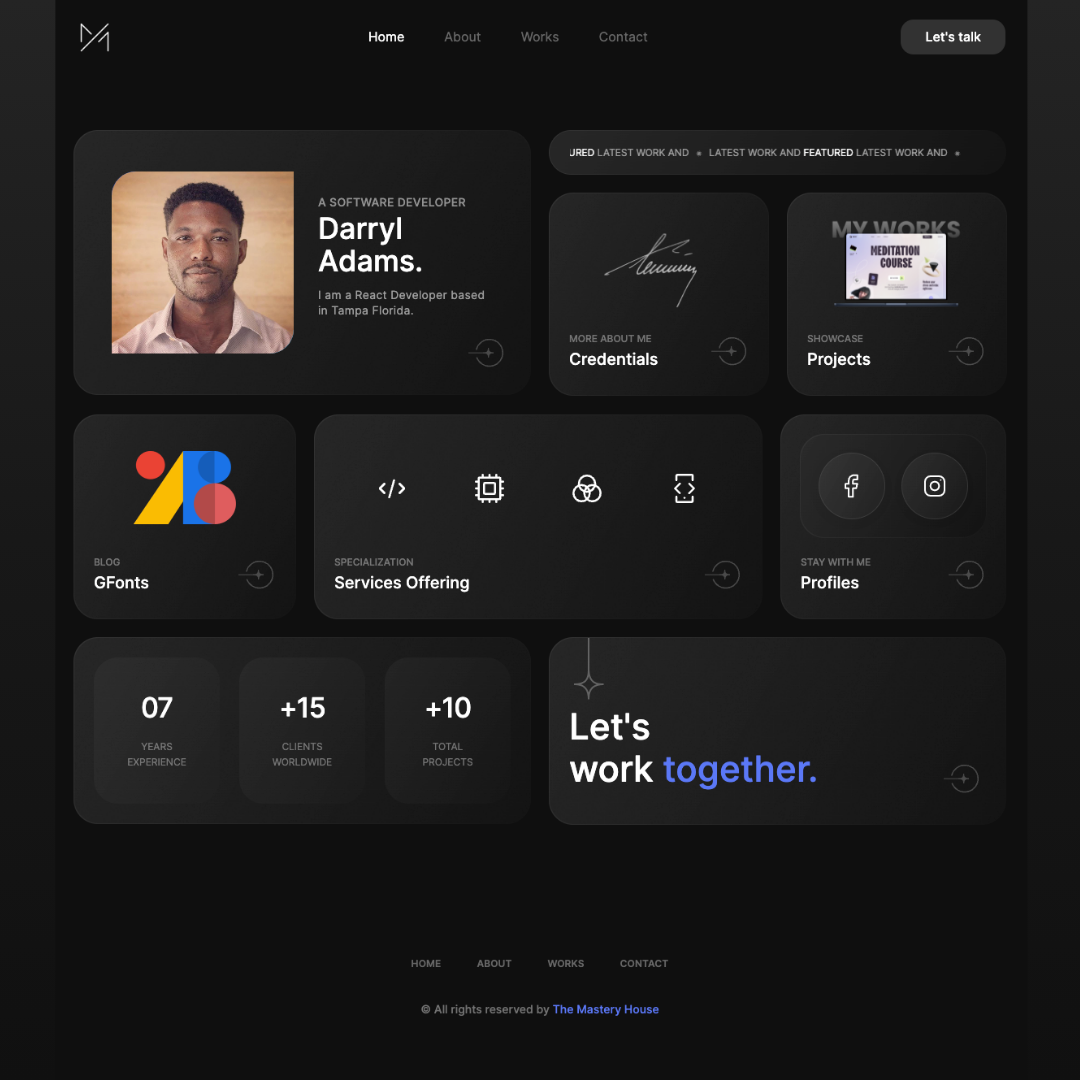 Home About Works Contact
Let's talk
URED LATEST WORK AND LATEST WORK AND FEATURED LATEST WORK AND
A SOFTWARE DEVELOPER
Darryl
Adams.
I am a React Developer based
in Tampa Florida.
MORE ABOUT ME
Credentials
MY WORKS
MEDITATION
COURSE
SHOWCASE
Projects
BLOG
GFonts
SPECIALIZATION
Services Offering
STAY WITH ME
Profiles
07
YEARS
EXPERIENCE
+15
CLIENTS
WORLDWIDE
+10
TOTAL
PROJECTS
Let's
work together.
HOME ABOUT WORKS CONTACT
© All rights reserved by The Mastery House